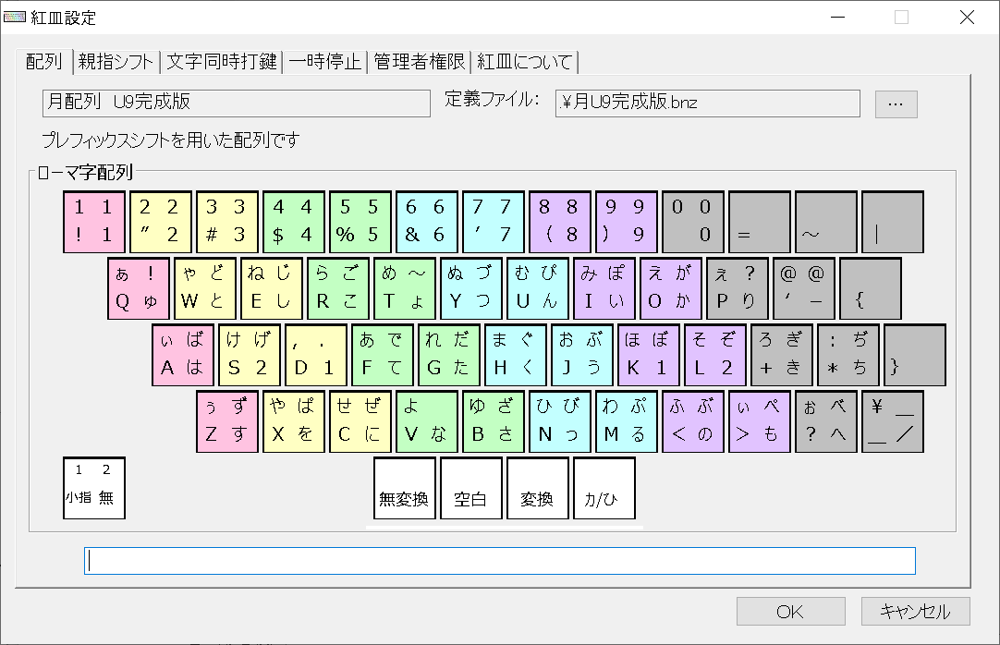 紅皿設定
配列 親指シフト 文字同時打鍵 一時停止 管理者権限 紅皿について
月配列 U9完成版 定義ファイル: .¥月U9完成版.bnz ...
プレフィックスシフトを用いた配列です
ローマ字配列
1 1 2 2 3 3 4 4 5 5 6 6 7 7 8 8 9 9 0 0
! 1 ″ 2 # 3 $ 4 % 5 & 6 ′ 7 ( 8 ) 9 0 = ～ |
ぁ ! ゃ ど ね じ ら ご め ～ ぬ づ む ぴ み ぽ え が ぇ ? @ @
Q ゅ W と E し R こ T ょ Y つ U ん I い O か P り ‘ － {
ぃ ば け げ , . あ で れ だ ま ぐ お ぶ ほ ぼ そ ぞ ろ ぎ : ぢ
A は S 2 D 1 F て G た H く J う K 1 L 2 + き * ち }
ぅ ず や ぱ せ ぜ よ ゆ ざ ひ び わ ぷ ふ ぶ ぃ ぺ ぉ べ ¥ ＿
Z す X を C に V な B さ N っ M る < の > も ? へ ＿ ／
1 2
小指 無 無変換 空白 変換 カ/ひ
OK キャンセル